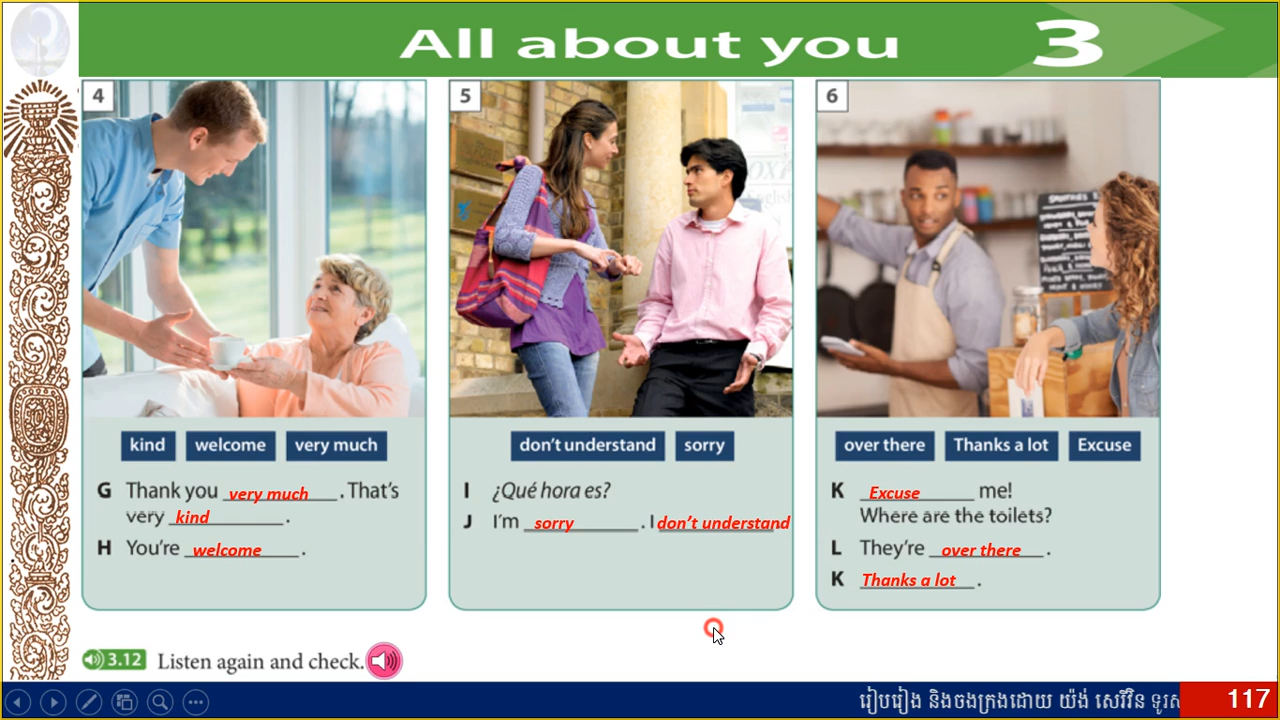 All about you 3
4
kind welcome very much
G Thank you very much. That's
very kind.
H You're welcome.
5
don't understand sorry
I ¿Qué hora es?
J I'm sorry. I don't understand.
6
over there Thanks a lot Excuse
K Excuse me!
Where are the toilets?
L They're over there.
K Thanks a lot.
3.12 Listen again and check.
រៀបរៀង និងចងក្រងដោយ យ៉ង់ សេរីវិន ទូរស
117